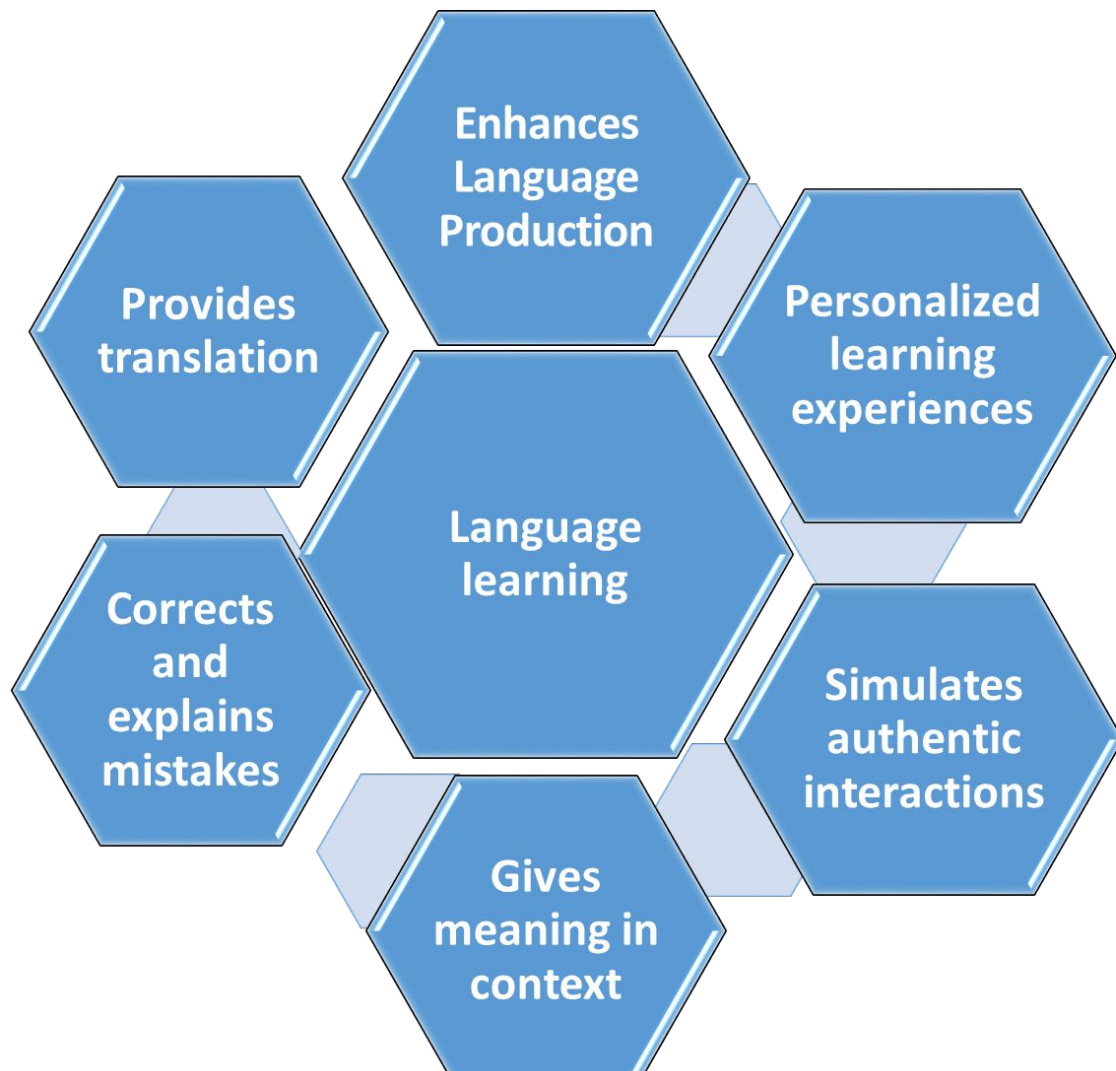 Enhances
Language
Production
Personalized
learning
experiences
Simulates
authentic
interactions
Gives
meaning in
context
Corrects
and
explains
mistakes
Provides
translation
Language
learning